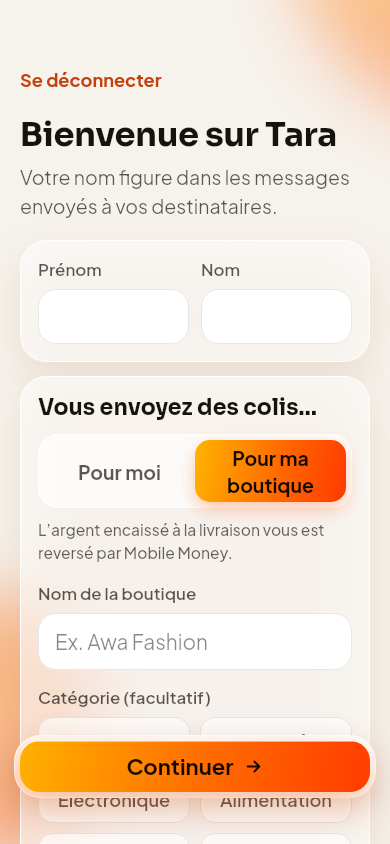 Se déconnecter
Bienvenue sur Tara
Votre nom figure dans les messages
envoyés à vos destinataires.
Prénom
Nom
Vous envoyez des colis...
Pour moi
Pour ma
boutique
L’argent encaissé à la livraison vous est
reversé par Mobile Money.
Nom de la boutique
Ex. Awa Fashion
Catégorie (facultatif)
Continuer →
Électronique
Alimentation